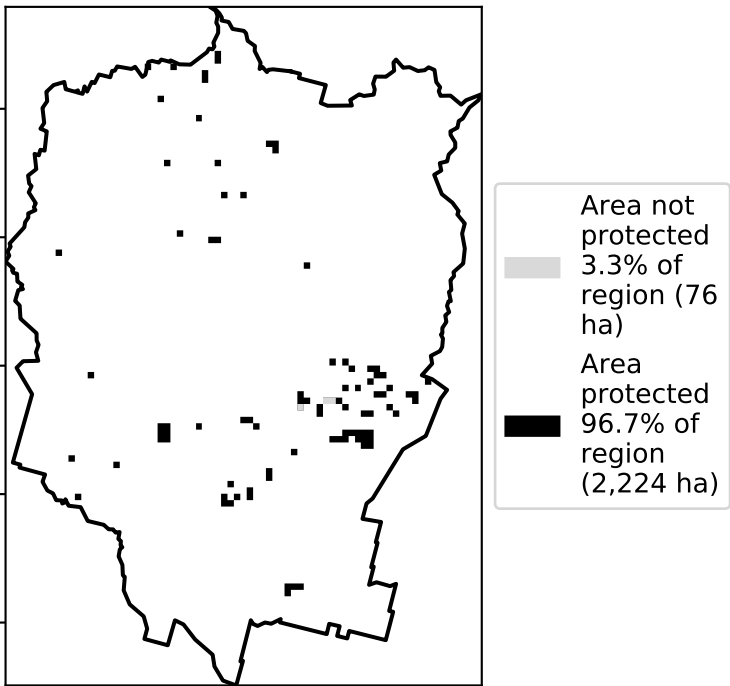 Area not
protected
3.3% of
region (76
ha)
Area
protected
96.7% of
region
(2,224 ha)